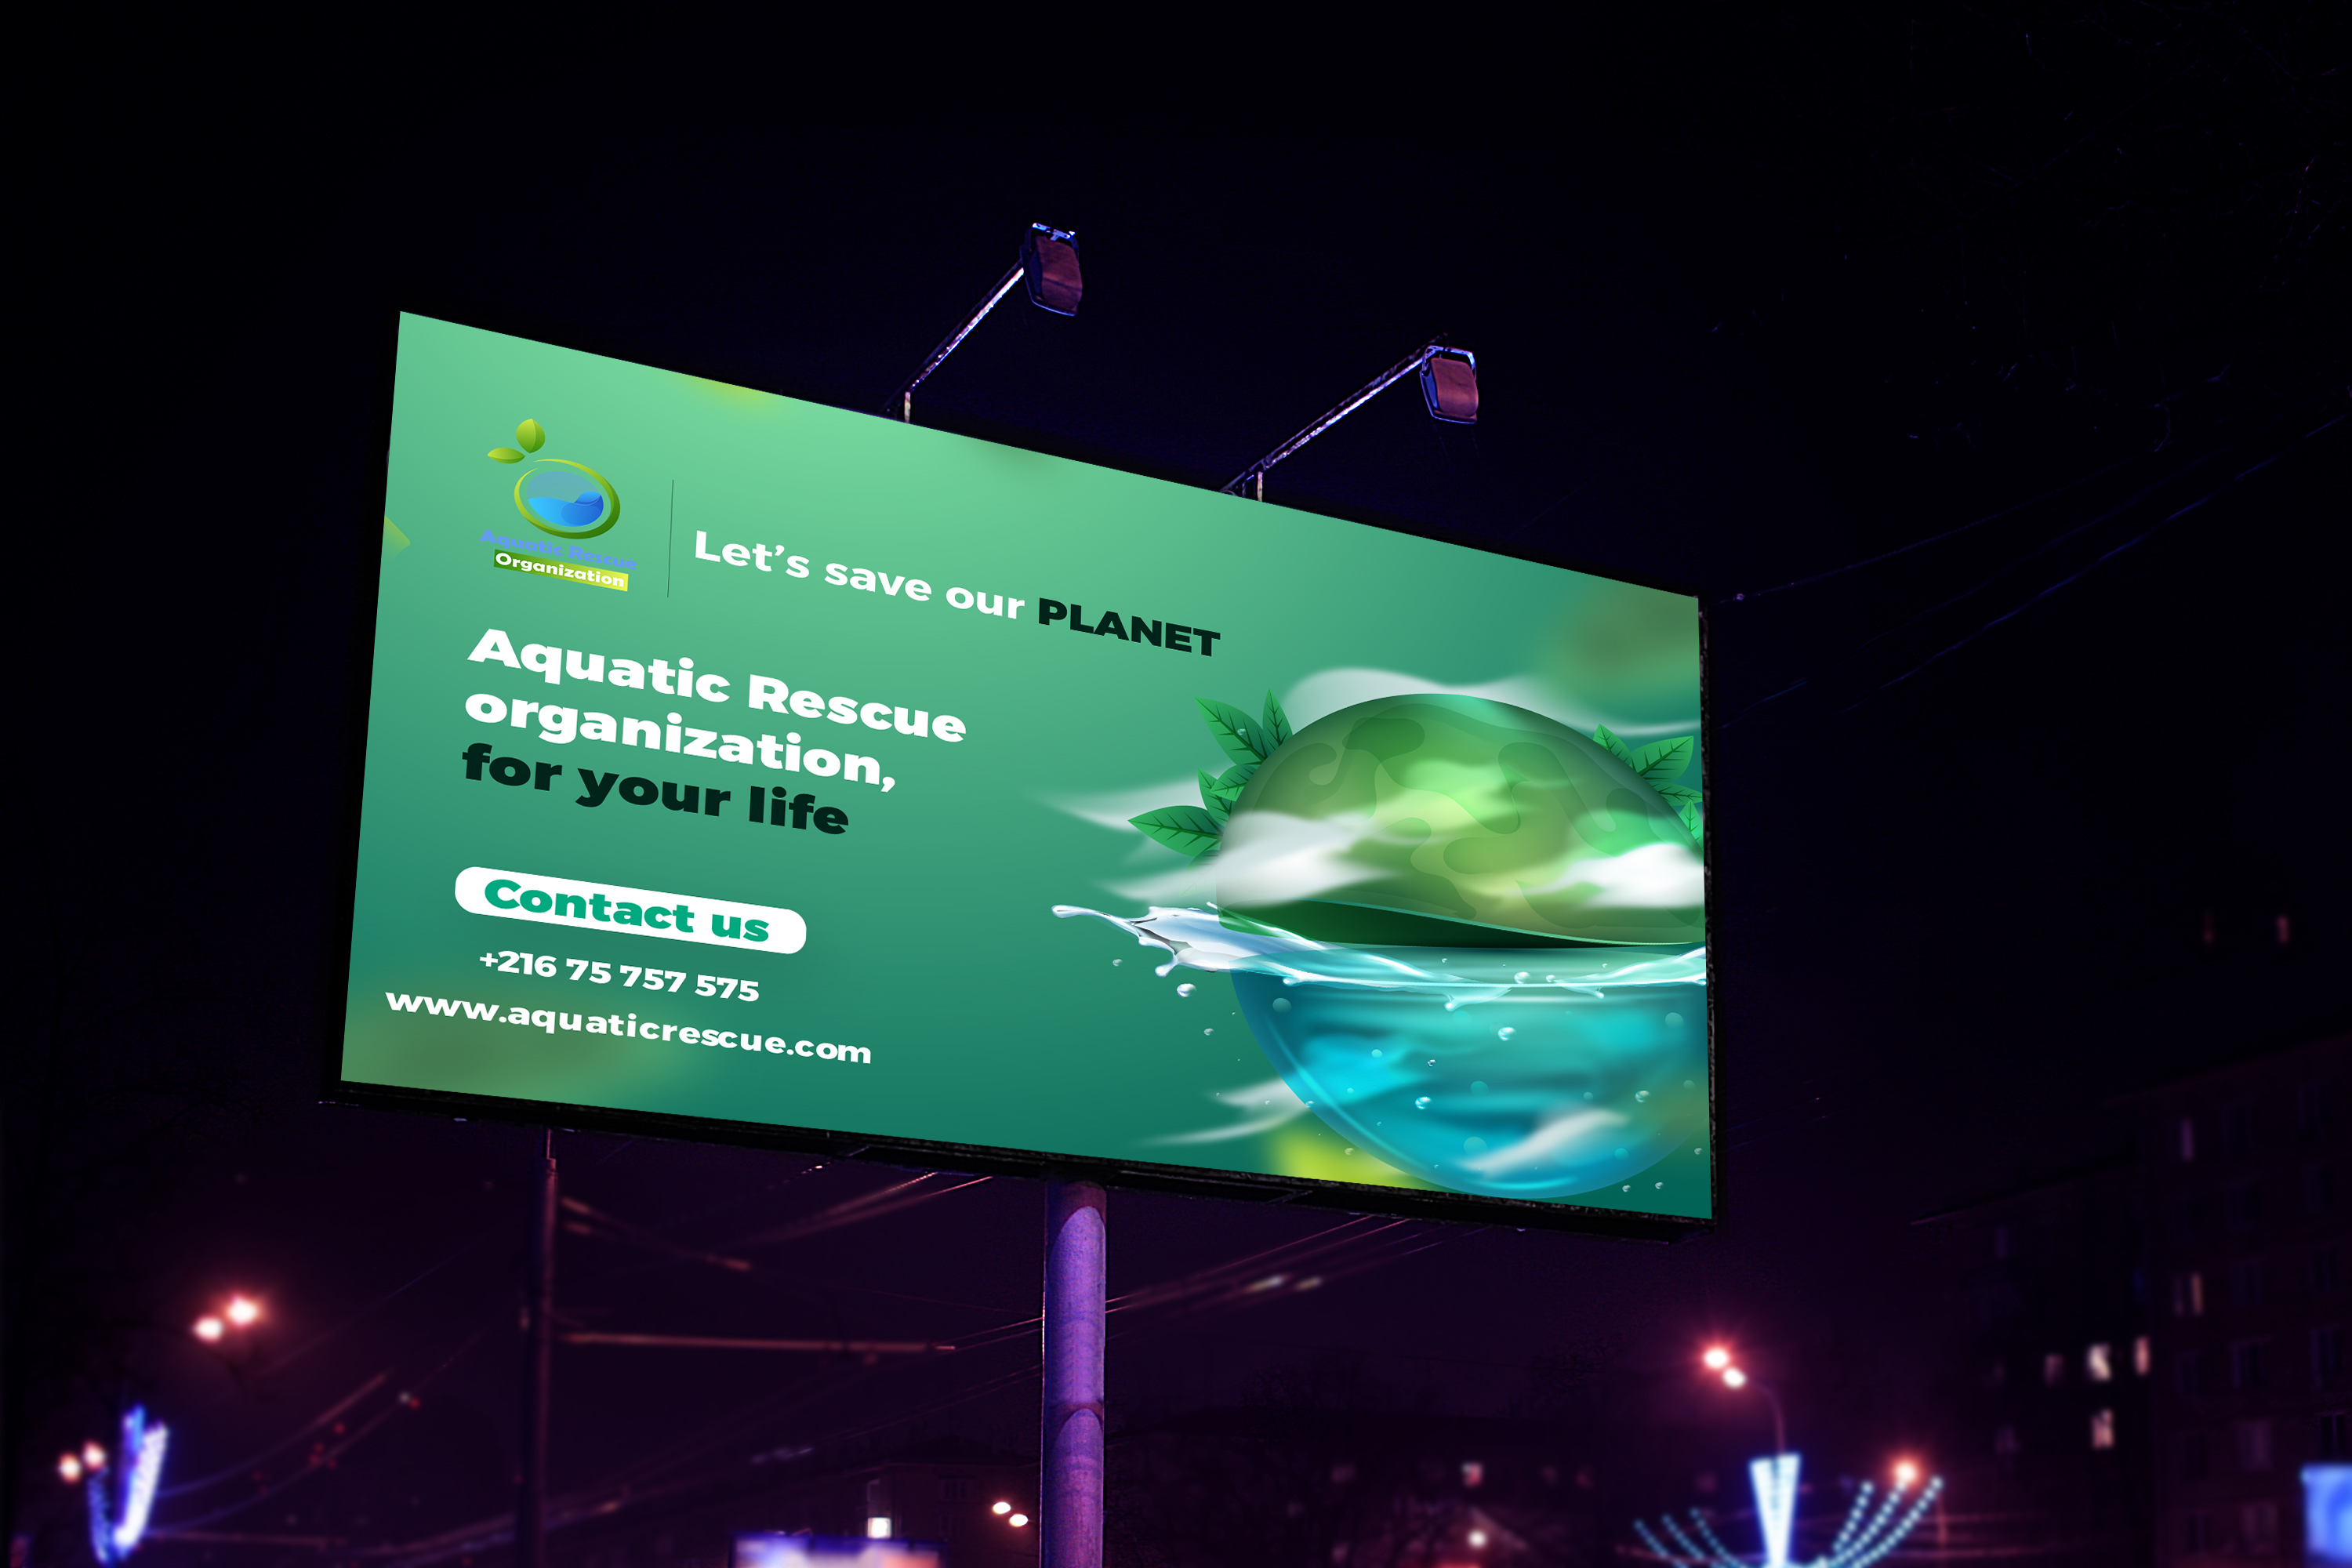 Aquatic Rescue
Organization
Let's save our PLANET
Aquatic Rescue
organization,
for your life
Contact us
+216 75 757 575
www.aquaticrescue.com